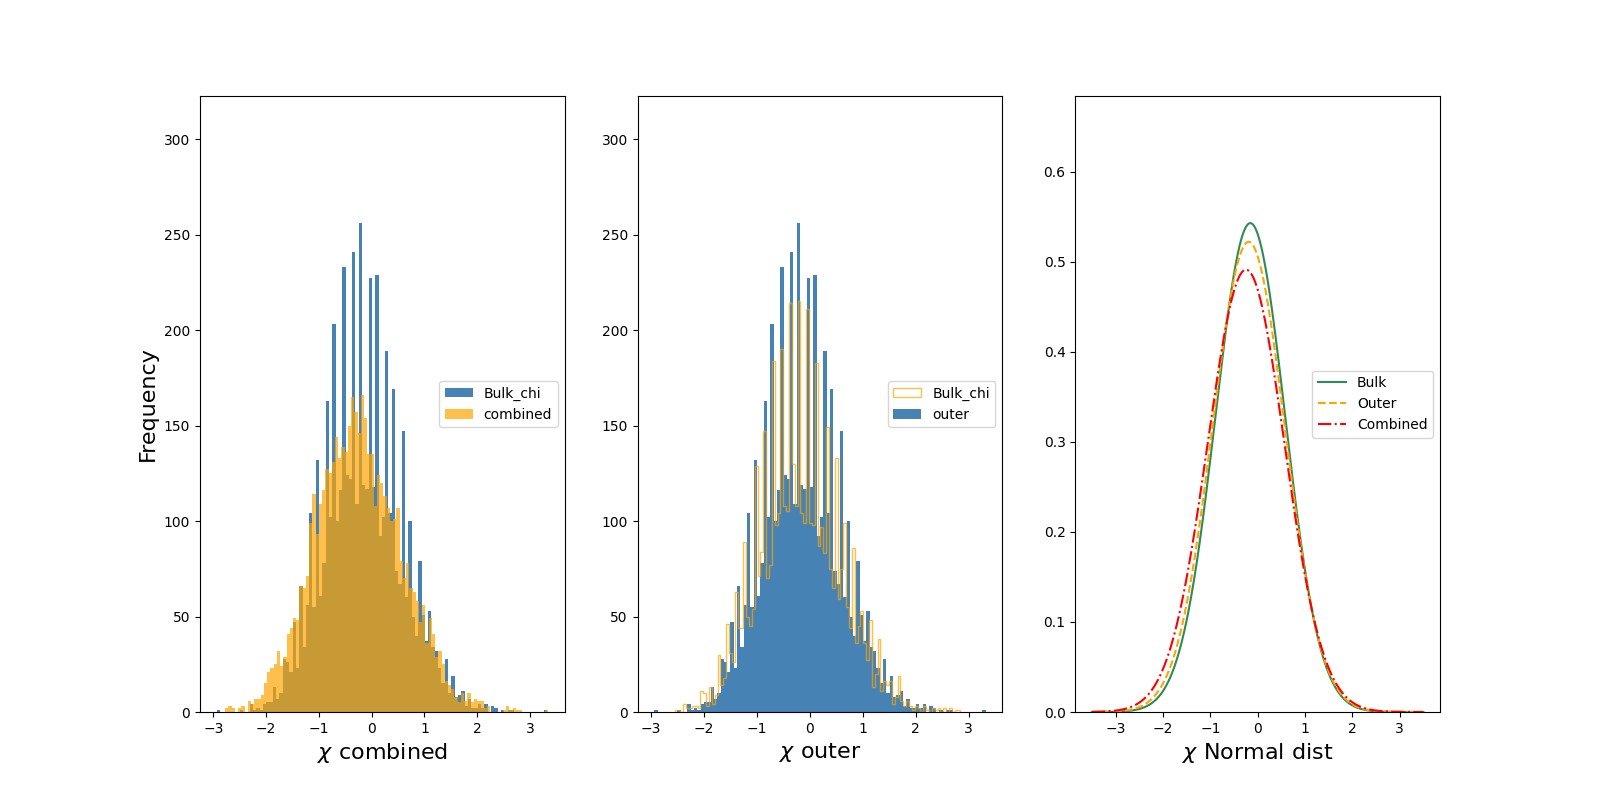 300
250
200
150
100
50
0
Frequency
−3 −2 −1 0 1 2 3
χ combined
Bulk_chi
combined
300
250
200
150
100
50
0
−3 −2 −1 0 1 2 3
χ outer
Bulk_chi
outer
0.6
0.5
0.4
0.3
0.2
0.1
0.0
−3 −2 −1 0 1 2 3
χ Normal dist
Bulk
Outer
Combined